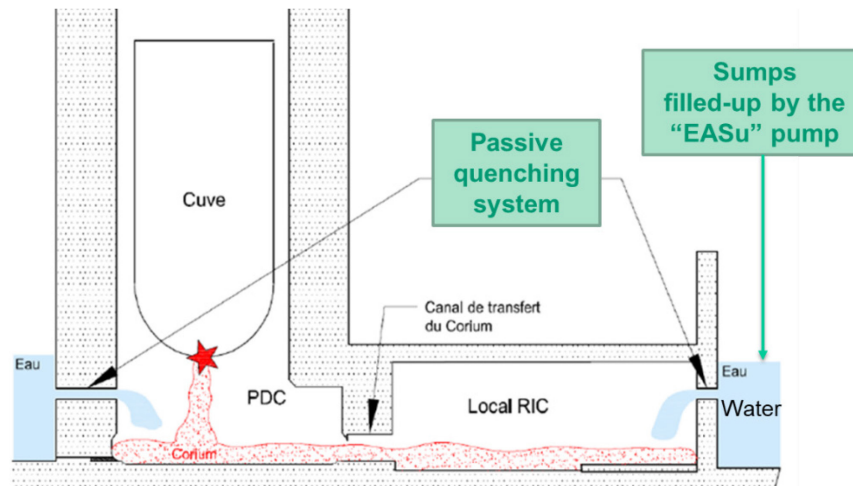 Sumps
filled-up by the
“EASu” pump
Passive
quenching
system
Cuve
Canal de transfert
du Corium
Eau
PDC
Local RIC
Eau
Water
Corium